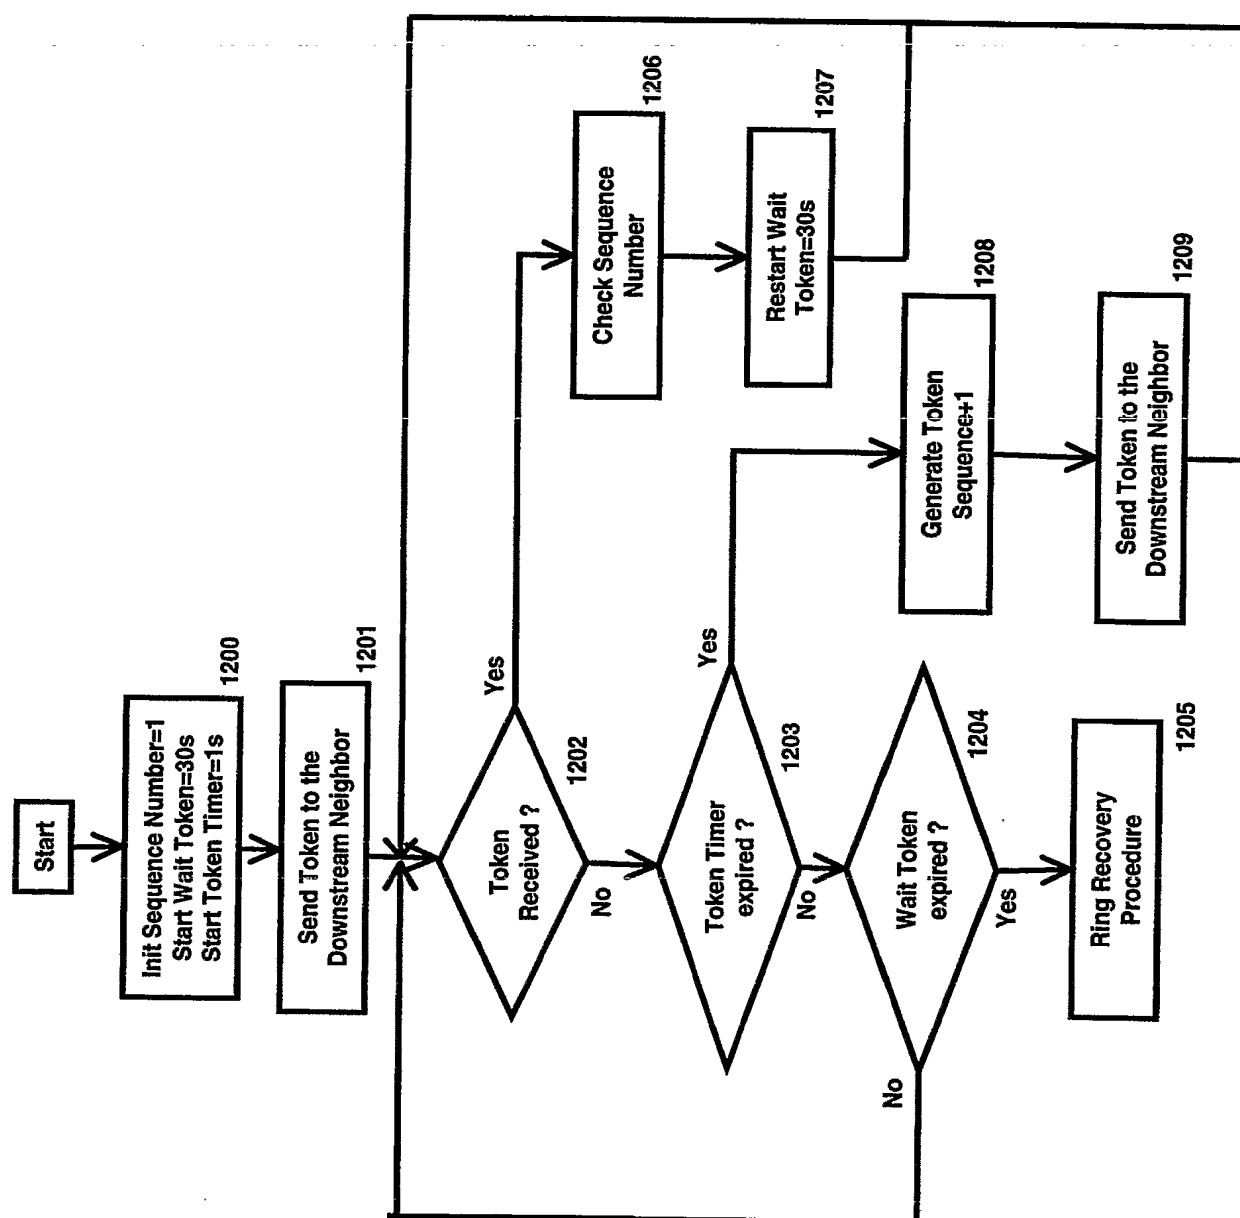 Start
Init Sequence Number=1
Start Wait Token=30s
Start Token Timer=1s
1200
Send Token to the
Downstream Neighbor
1201
Token
Received ?
1202
Yes
No
Check Sequence
Number
1206
Restart Wait
Token=30s
1207
Token Timer
expired ?
1203
Yes
No
Generate Token
Sequence+1
1208
Send Token to the
Downstream Neighbor
1209
Wait Token
expired ?
1204
No
Yes
Ring Recovery
Procedure
1205